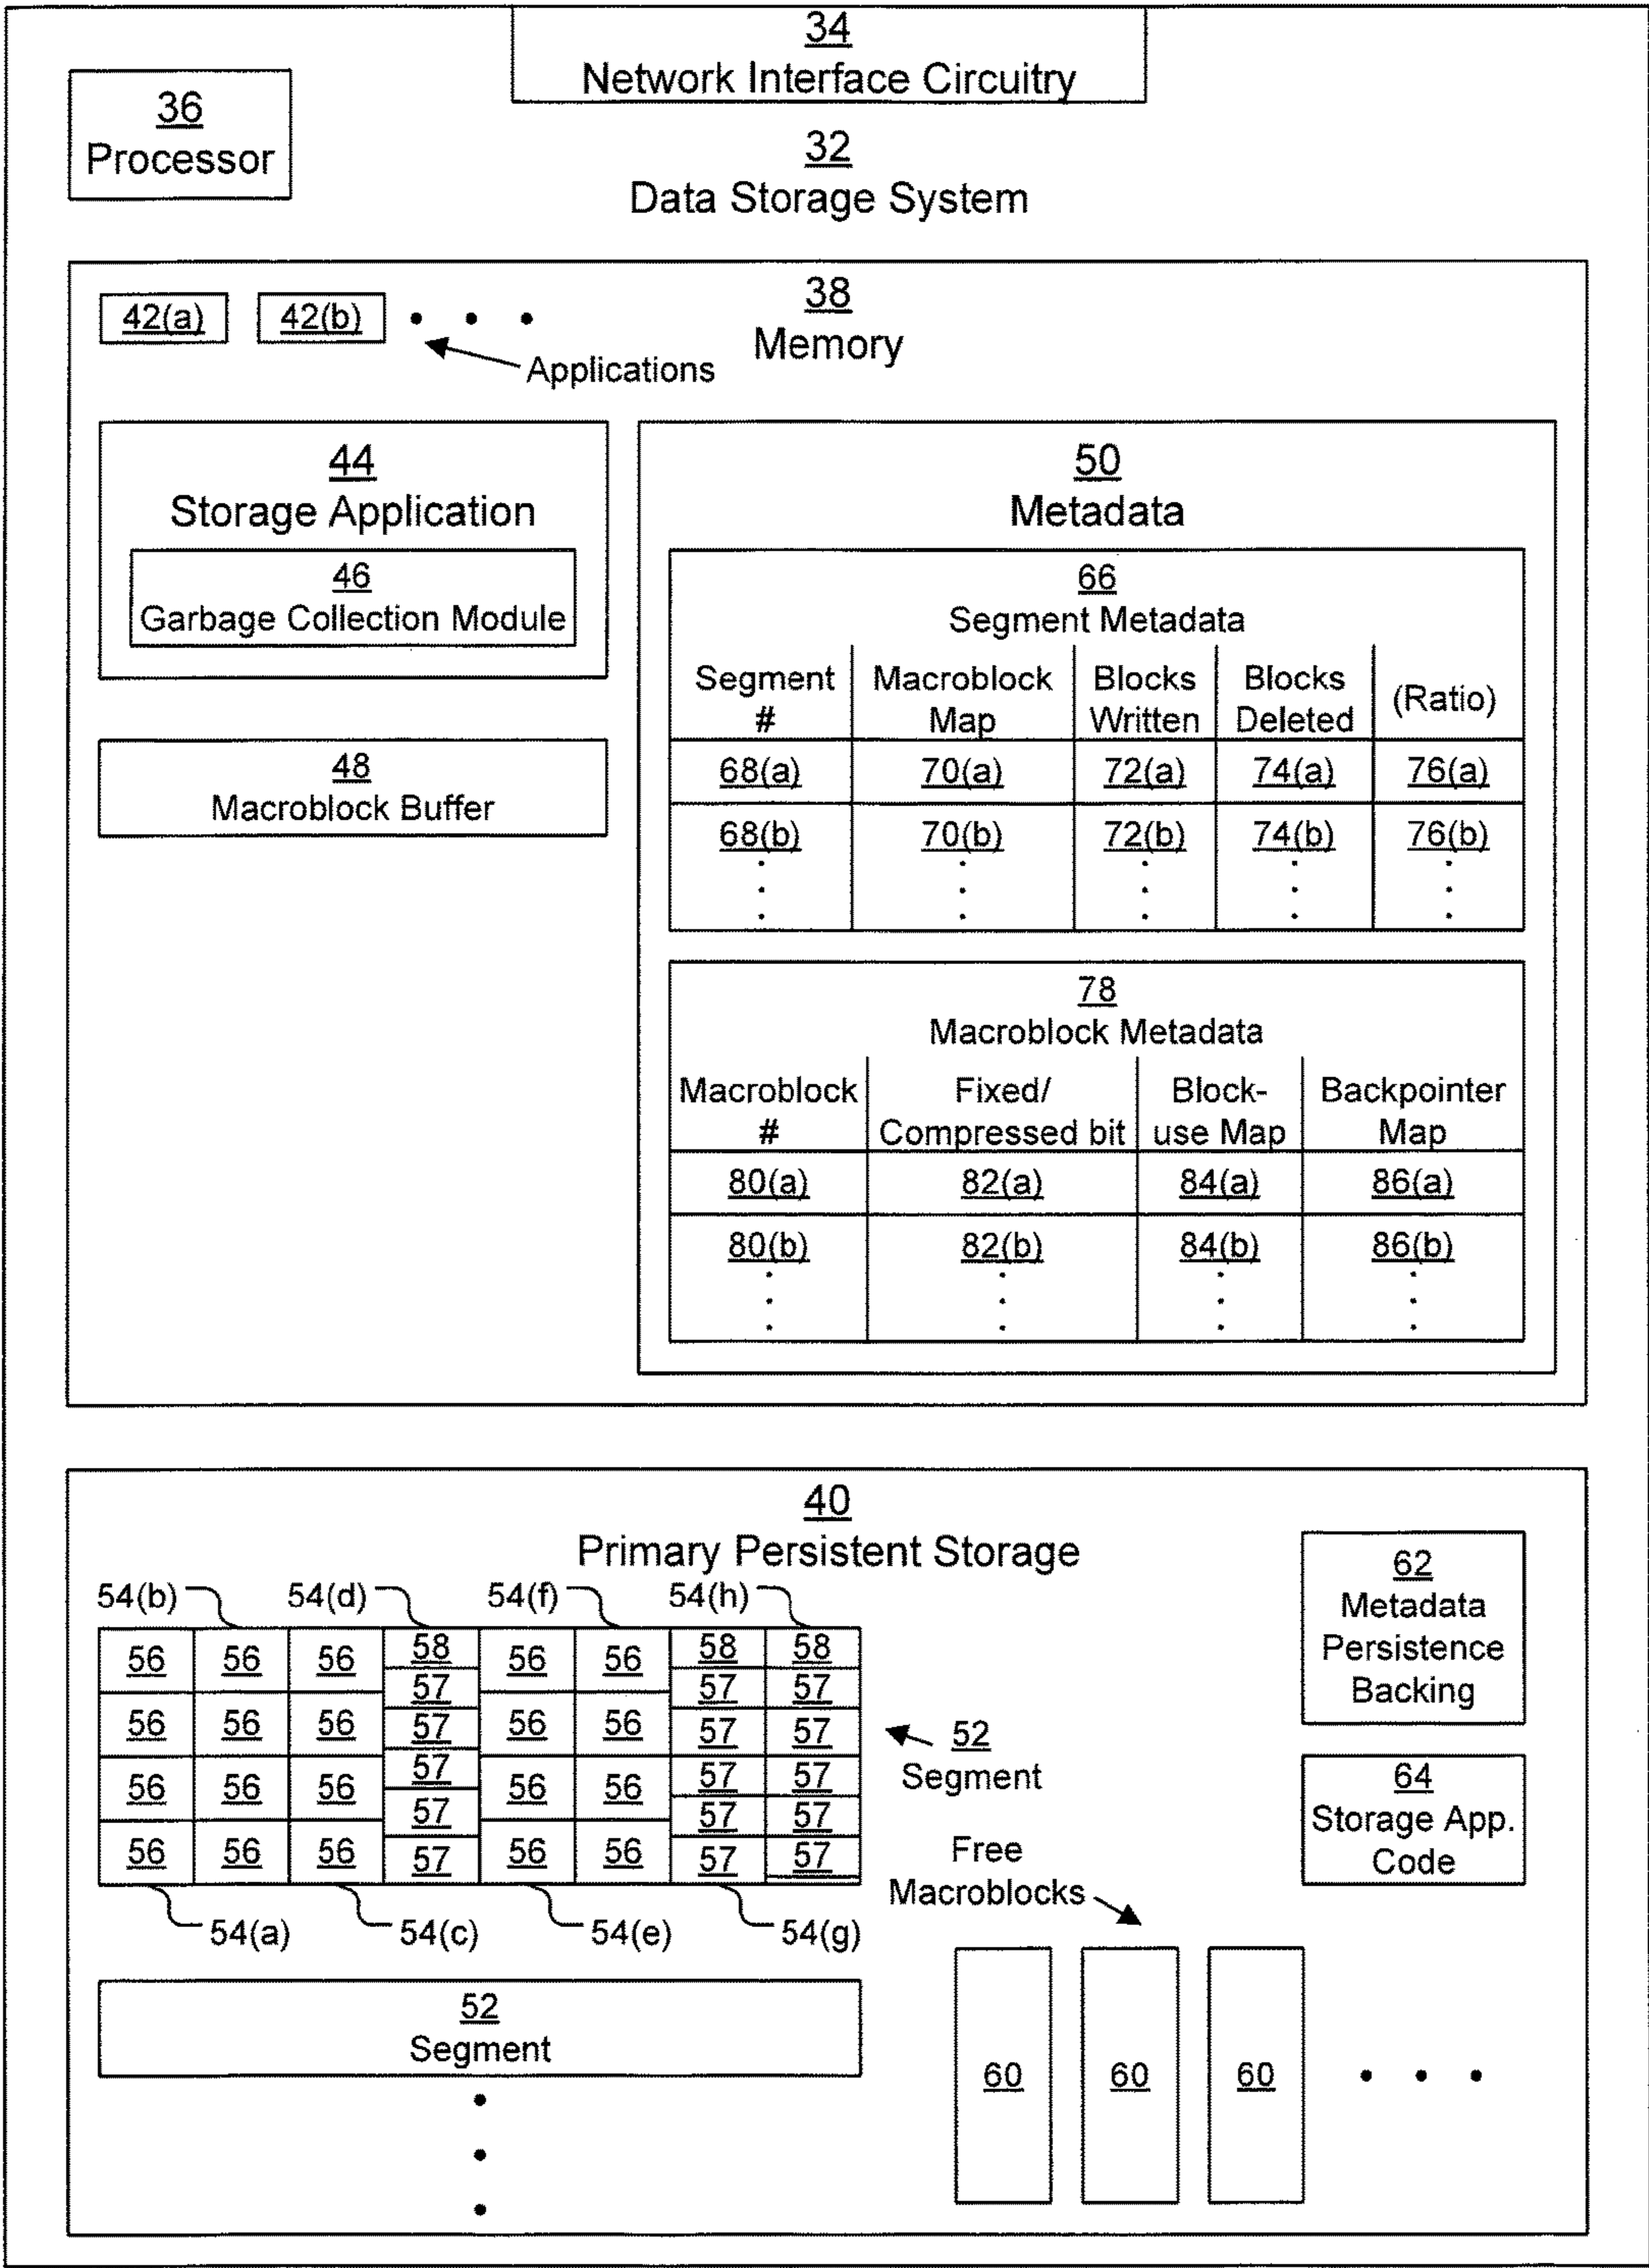 34
Network Interface Circuitry
36
Processor
32
Data Storage System
38
Memory
42(a) 42(b) • • •
Applications
44
Storage Application
46
Garbage Collection Module
48
Macroblock Buffer
50
Metadata
66
Segment Metadata
Segment # Macroblock Map Blocks Written Blocks Deleted (Ratio)
68(a) 70(a) 72(a) 74(a) 76(a)
68(b) 70(b) 72(b) 74(b) 76(b)
78
Macroblock Metadata
Macroblock # Fixed/ Compressed bit Block- use Map Backpointer Map
80(a) 82(a) 84(a) 86(a)
80(b) 82(b) 84(b) 86(b)
40
Primary Persistent Storage
54(b) 54(d) 54(f) 54(h)
56 56 56 58 56 56 58 58
57 57 57
56 56 56 57 56 56 57 57
56 56 56 57 56 56 57 57
57 57 57
56 56 56 57 56 56 57 57
54(a) 54(c) 54(e) 54(g)
52
Segment
52
Segment
62
Metadata
Persistence
Backing
64
Storage App.
Code
Free
Macroblocks
60 60 60 • • •